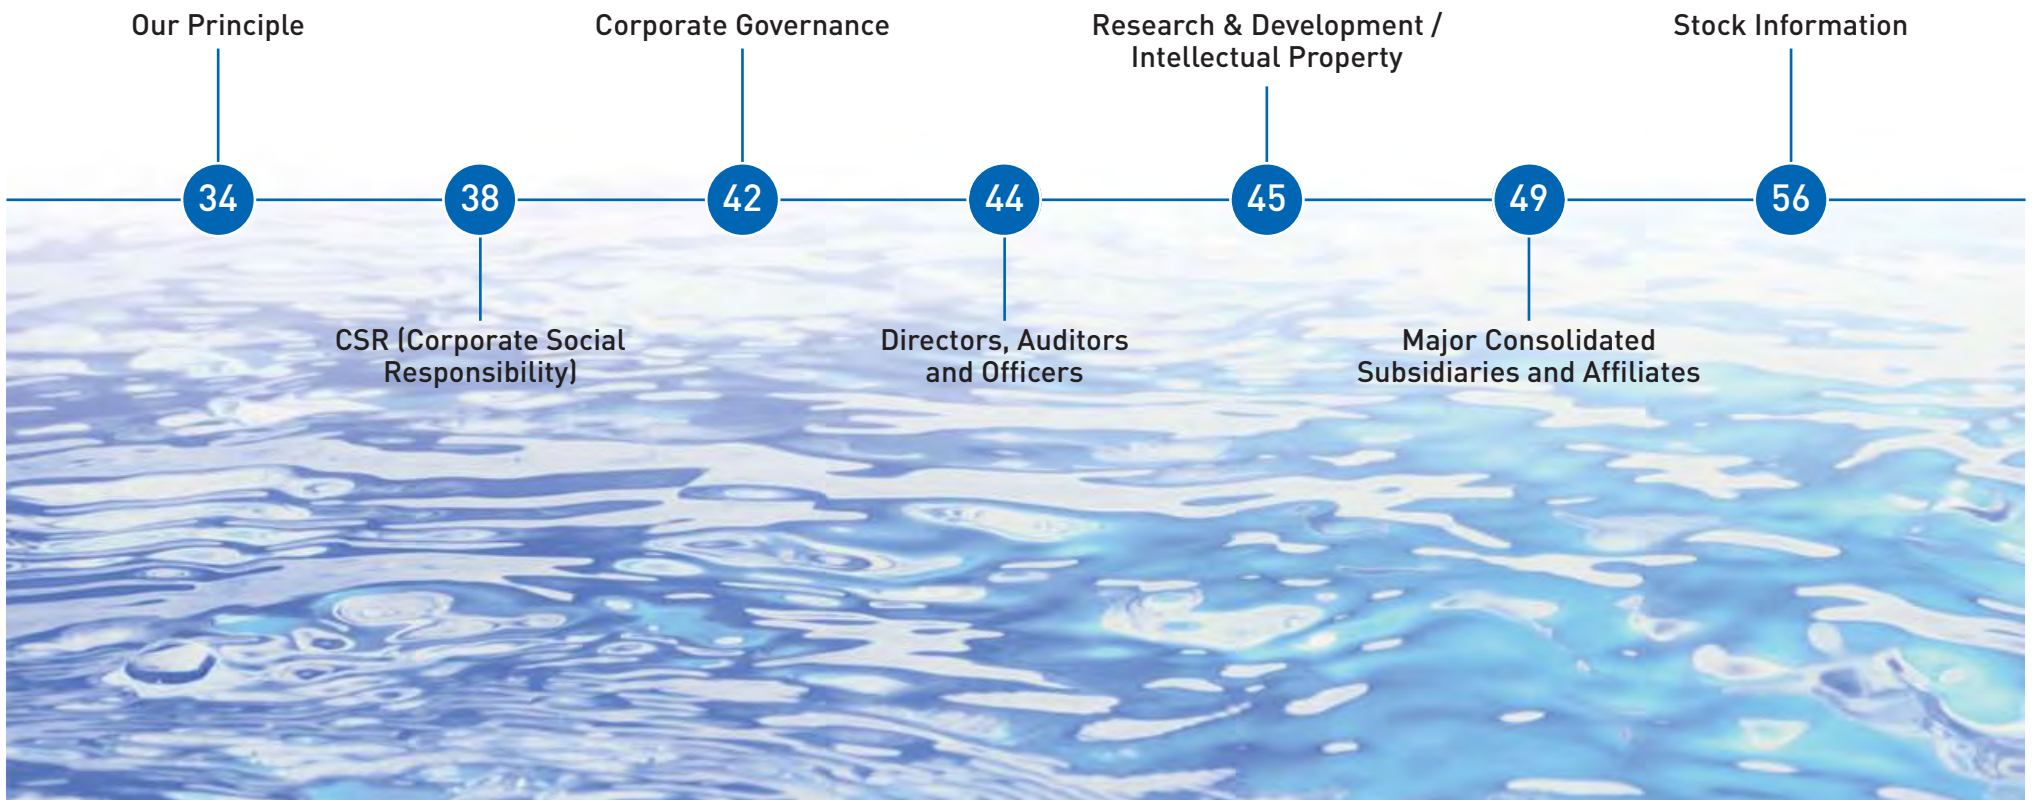 Our Principle
Corporate Governance
Research & Development /
Intellectual Property
Stock Information
34
38
42
44
45
49
56
CSR (Corporate Social
Responsibility)
Directors, Auditors
and Officers
Major Consolidated
Subsidiaries and Affiliates